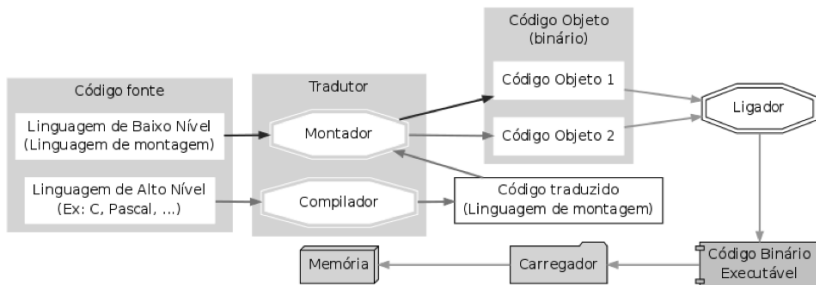 Código fonte
Linguagem de Baixo Nível
(Linguagem de montagem)
Linguagem de Alto Nível
(Ex: C, Pascal, ...)
Tradutor
Montador
Compilador
Código Objeto
(binário)
Código Objeto 1
Código Objeto 2
Código traduzido
(Linguagem de montagem)
Ligador
Código Binário
Executável
Carregador
Memória